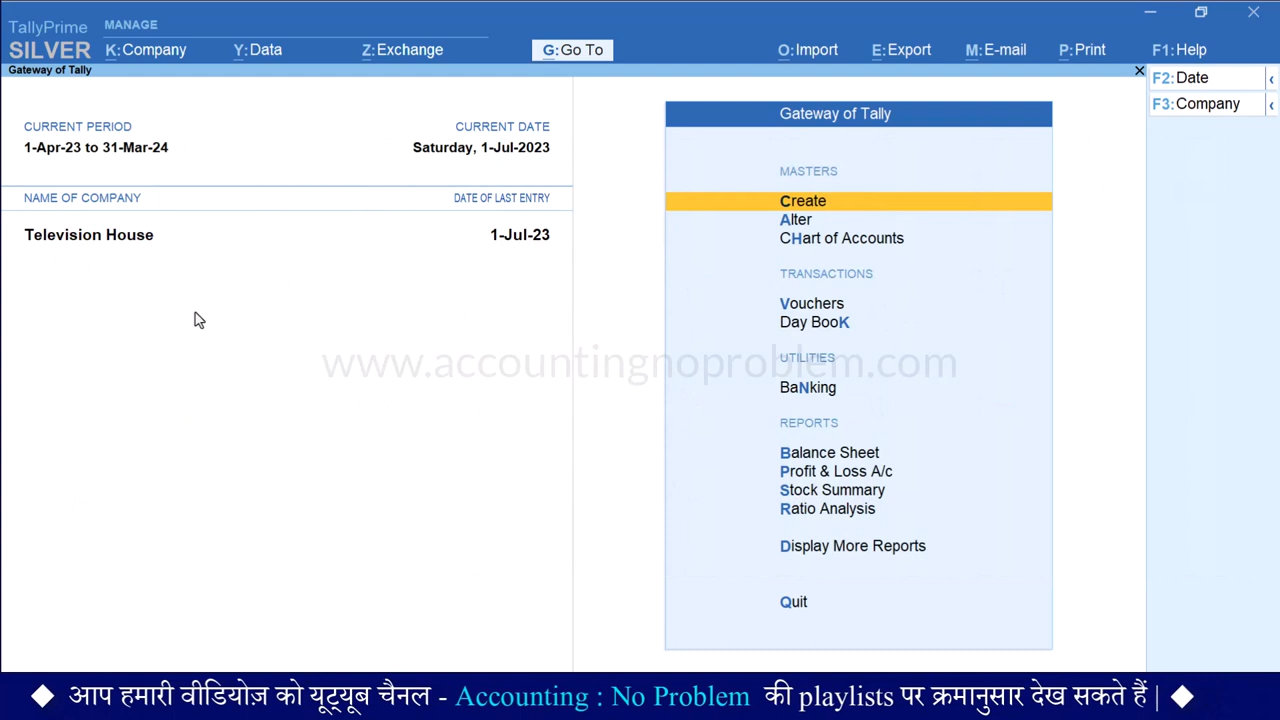 TallyPrime
MANAGE
SILVER
K:Company Y:Data Z:Exchange G:Go To O:Import E:Export M:E-mail P:Print F1:Help
Gateway of Tally
F2:Date
F3:Company
CURRENT PERIOD CURRENT DATE
1-Apr-23 to 31-Mar-24 Saturday, 1-Jul-2023
NAME OF COMPANY DATE OF LAST ENTRY
Television House 1-Jul-23
Gateway of Tally
MASTERS
Create
Alter
CHart of Accounts
TRANSACTIONS
Vouchers
Day BooK
UTILITIES
BaNking
REPORTS
Balance Sheet
Profit & Loss A/c
Stock Summary
Ratio Analysis
Display More Reports
Quit
www.accountingnoproblem.com
◆ आप हमारी वीडियोज़ को यूट्यूब चैनल - Accounting : No Problem की playlists पर क्रमानुसार देख सकते हैं | ◆